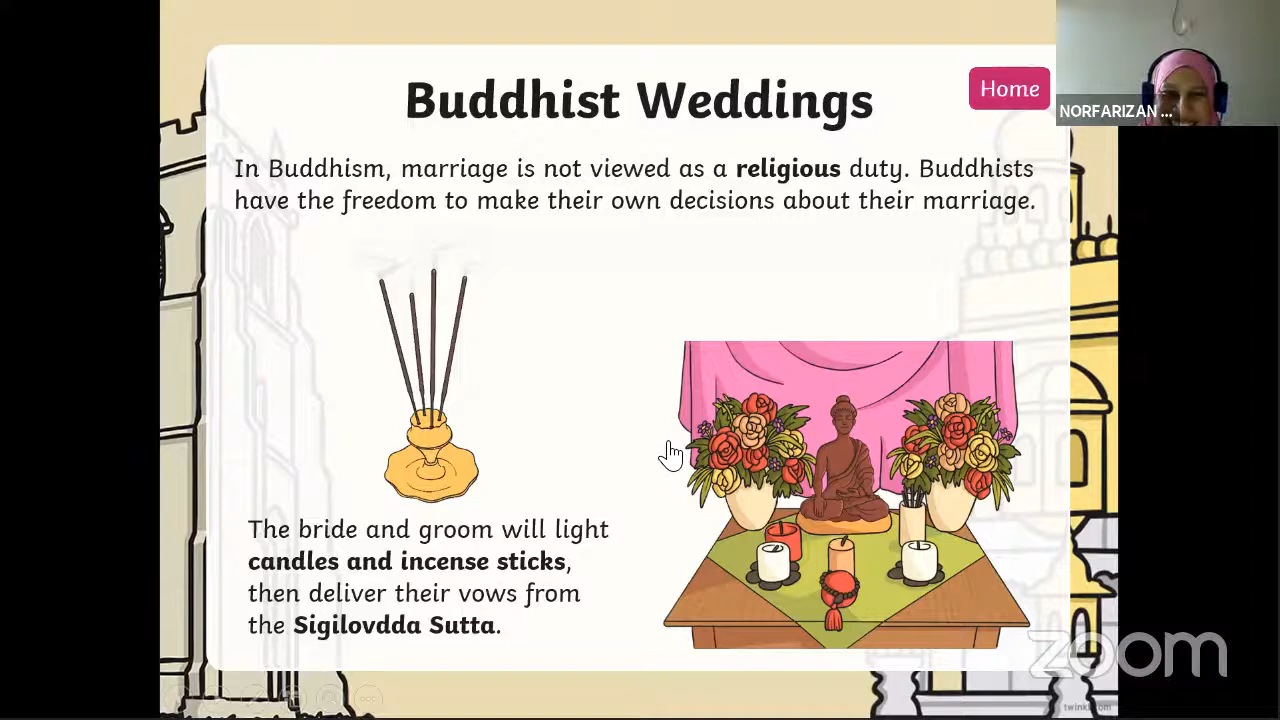 Buddhist Weddings
Home
NORFARIZAN ...
In Buddhism, marriage is not viewed as a religious duty. Buddhists
have the freedom to make their own decisions about their marriage.
The bride and groom will light
candles and incense sticks,
then deliver their vows from
the Sigilovdda Sutta.
zoom